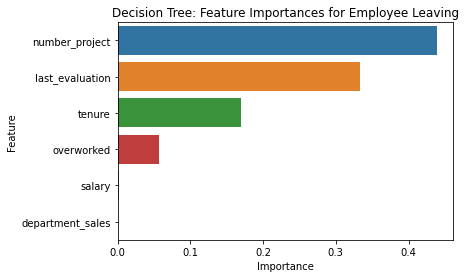 Decision Tree: Feature Importances for Employee Leaving
number_project
last_evaluation
tenure
overworked
salary
department_sales
Feature
0.0 0.1 0.2 0.3 0.4
Importance